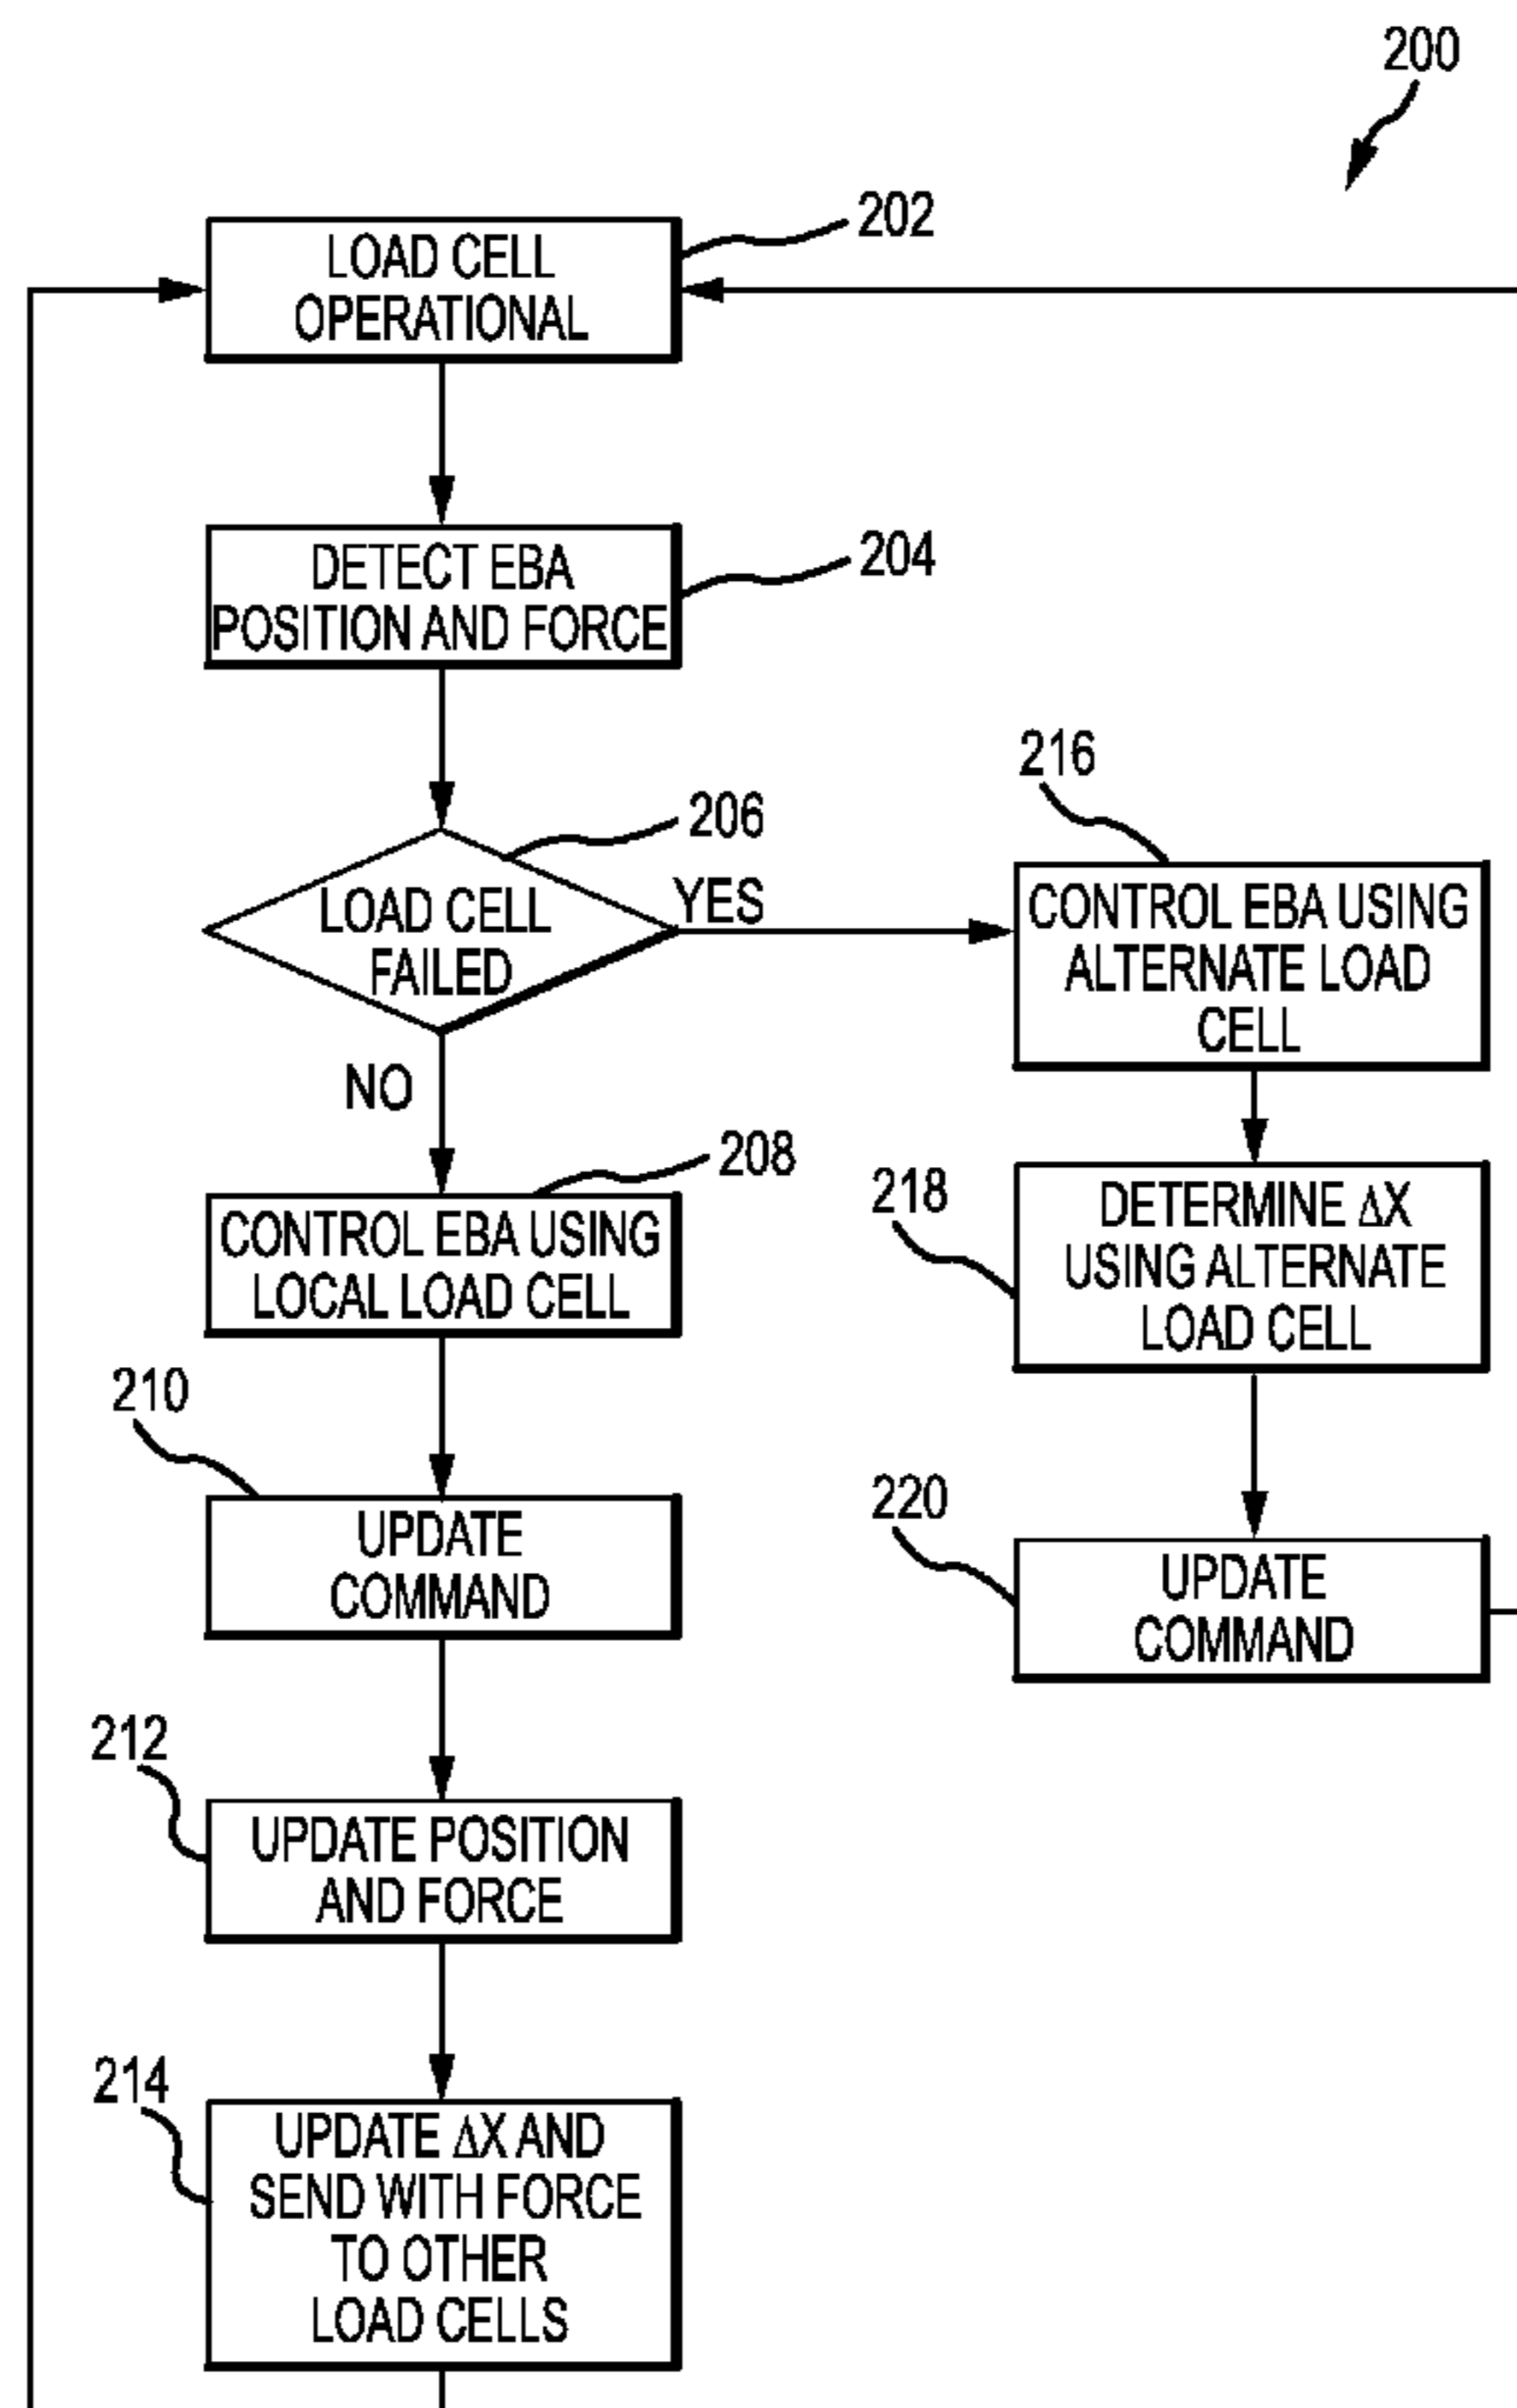 200
202
LOAD CELL
OPERATIONAL
204
DETECT EBA
POSITION AND FORCE
206
LOAD CELL
FAILED
YES
NO
216
CONTROL EBA USING
ALTERNATE LOAD
CELL
208
CONTROL EBA USING
LOCAL LOAD CELL
218
DETERMINE ΔX
USING ALTERNATE
LOAD CELL
210
UPDATE
COMMAND
220
UPDATE
COMMAND
212
UPDATE POSITION
AND FORCE
214
UPDATE ΔX AND
SEND WITH FORCE
TO OTHER
LOAD CELLS